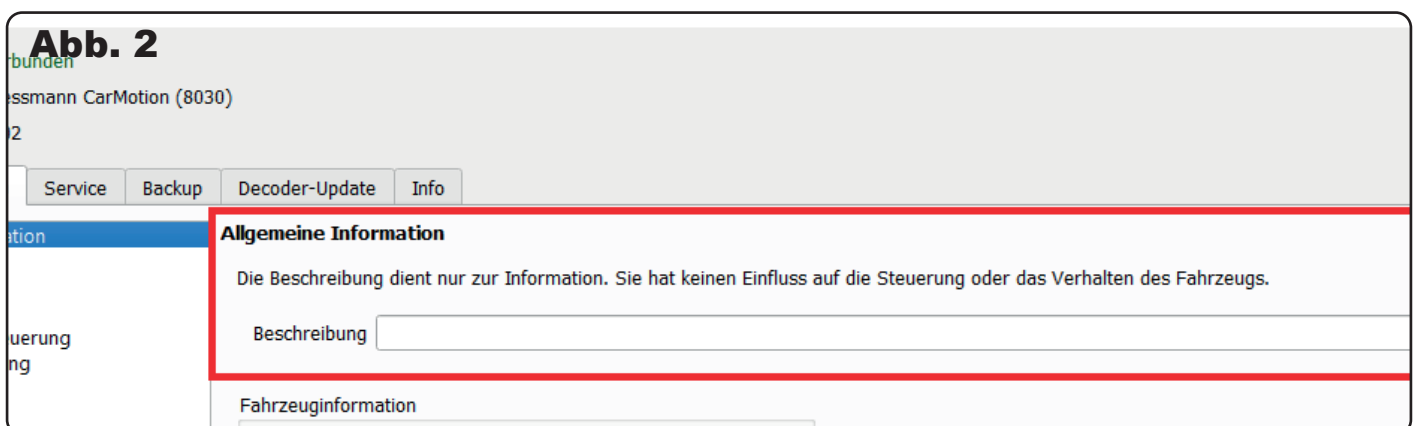 Abb. 2
rbunden
essmann CarMotion (8030)
02
Service Backup Decoder-Update Info
ation
Allgemeine Information
Die Beschreibung dient nur zur Information. Sie hat keinen Einfluss auf die Steuerung oder das Verhalten des Fahrzeugs.
Beschreibung
uerung
ng
Fahrzeuginformation